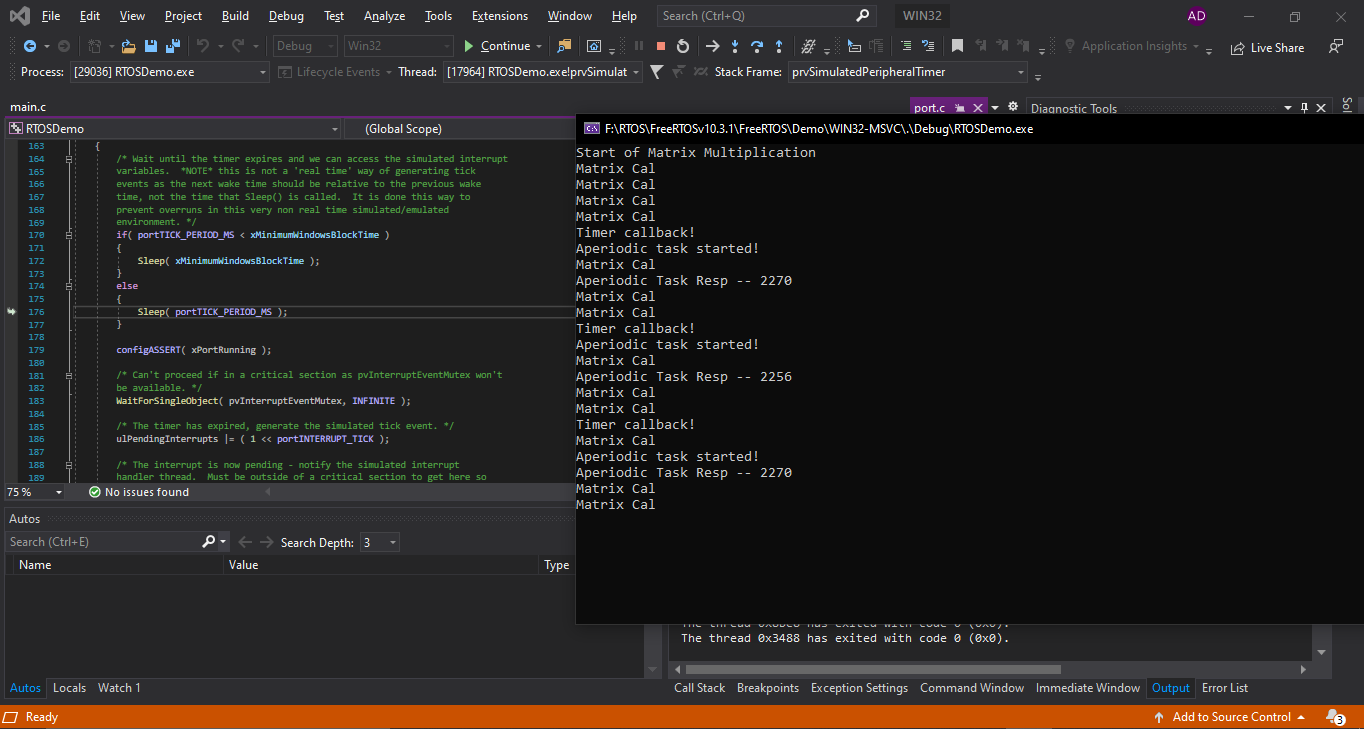 File Edit View Project Build Debug Test Analyze Tools Extensions Window Help Search (Ctrl+Q) WIN32 AD
Debug Win32 Continue Application Insights Live Share
Process: [29036] RTOSDemo.exe Lifecycle Events Thread: [17964] RTOSDemo.exe!prvSimulat Stack Frame: prvSimulatedPeripheralTimer
main.c port.c Diagnostic Tools
RTOSDemo (Global Scope)
163 {
164 /* Wait until the timer expires and we can access the simulated interrupt
165 variables. *NOTE* this is not a 'real time' way of generating tick
166 events as the next wake time should be relative to the previous wake
167 time, not the time that Sleep() is called. It is done this way to
168 prevent overruns in this very non real time simulated/emulated
169 environment. */
170 if( portTICK_PERIOD_MS < xMinimumWindowsBlockTime )
171 {
172 Sleep( xMinimumWindowsBlockTime );
173 }
174 else
175 {
176 Sleep( portTICK_PERIOD_MS );
177 }
178
179 configASSERT( xPortRunning );
180
181 /* Can't proceed if in a critical section as pvInterruptEventMutex won't
182 be available. */
183 WaitForSingleObject( pvInterruptEventMutex, INFINITE );
184
185 /* The timer has expired, generate the simulated tick event. */
186 ulPendingInterrupts |= ( 1 << portINTERRUPT_TICK );
187
188 /* The interrupt is now pending - notify the simulated interrupt
189 handler thread. Must be outside of a critical section to get here so
75 % No issues found
F:\RTOS\FreeRTOSv10.3.1\FreeRTOS\Demo\WIN32-MSVC\.\Debug\RTOSDemo.exe
Start of Matrix Multiplication
Matrix Cal
Matrix Cal
Matrix Cal
Matrix Cal
Timer callback!
Aperiodic task started!
Matrix Cal
Aperiodic Task Resp -- 2270
Matrix Cal
Matrix Cal
Timer callback!
Aperiodic task started!
Matrix Cal
Aperiodic Task Resp -- 2256
Matrix Cal
Matrix Cal
Timer callback!
Matrix Cal
Aperiodic task started!
Aperiodic Task Resp -- 2270
Matrix Cal
Matrix Cal
Autos
Search (Ctrl+E) Search Depth: 3
Name Value Type
has exited with code 0 (0x0).
The thread 0x3488 has exited with code 0 (0x0).
Autos Locals Watch 1
Call Stack Breakpoints Exception Settings Command Window Immediate Window Output Error List
Ready Add to Source Control 3